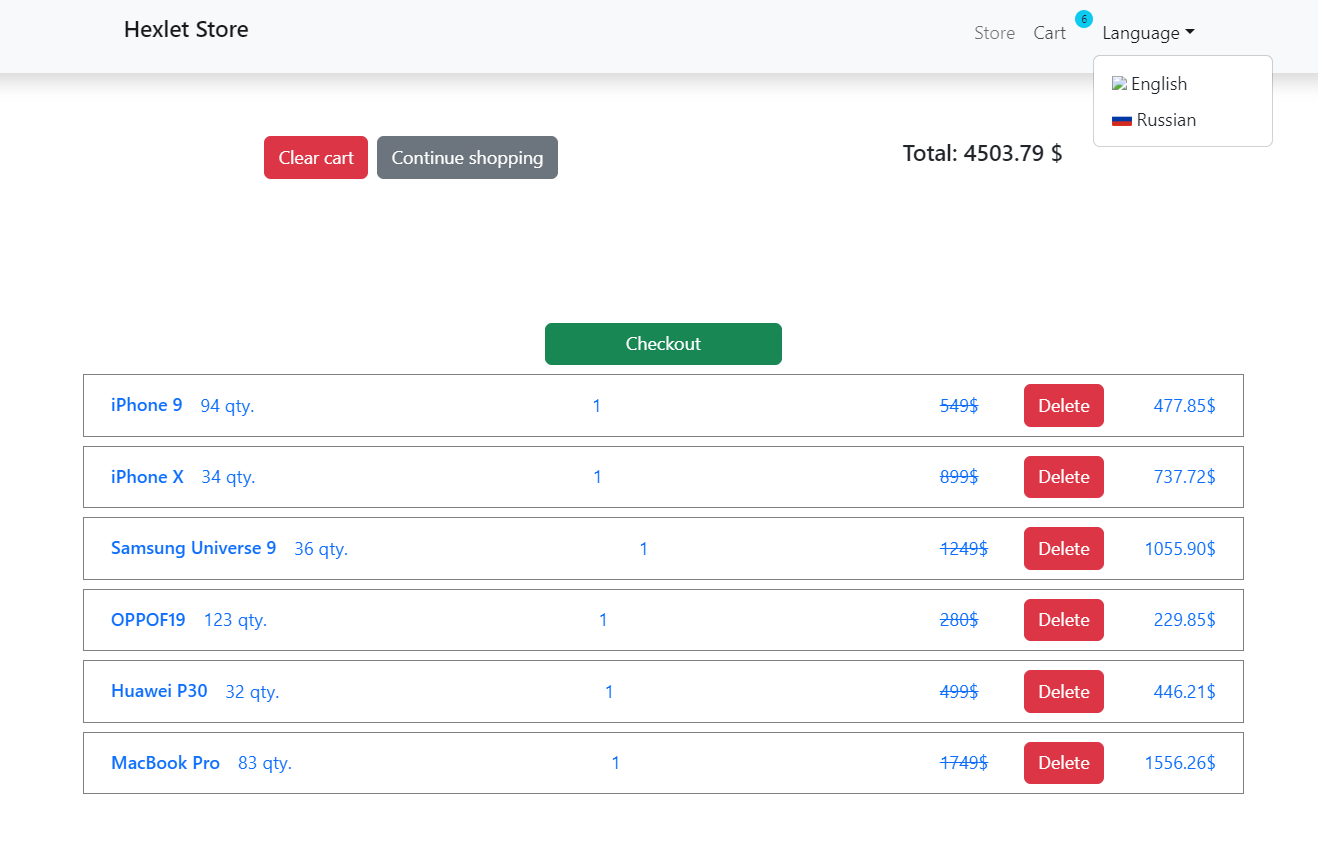 Hexlet Store
Store Cart 6 Language
English
Russian
Clear cart Continue shopping Total: 4503.79 $
Checkout
iPhone 9 94 qty. 1 549$ Delete 477.85$
iPhone X 34 qty. 1 899$ Delete 737.72$
Samsung Universe 9 36 qty. 1 1249$ Delete 1055.90$
OPPOF19 123 qty. 1 280$ Delete 229.85$
Huawei P30 32 qty. 1 499$ Delete 446.21$
MacBook Pro 83 qty. 1 1749$ Delete 1556.26$